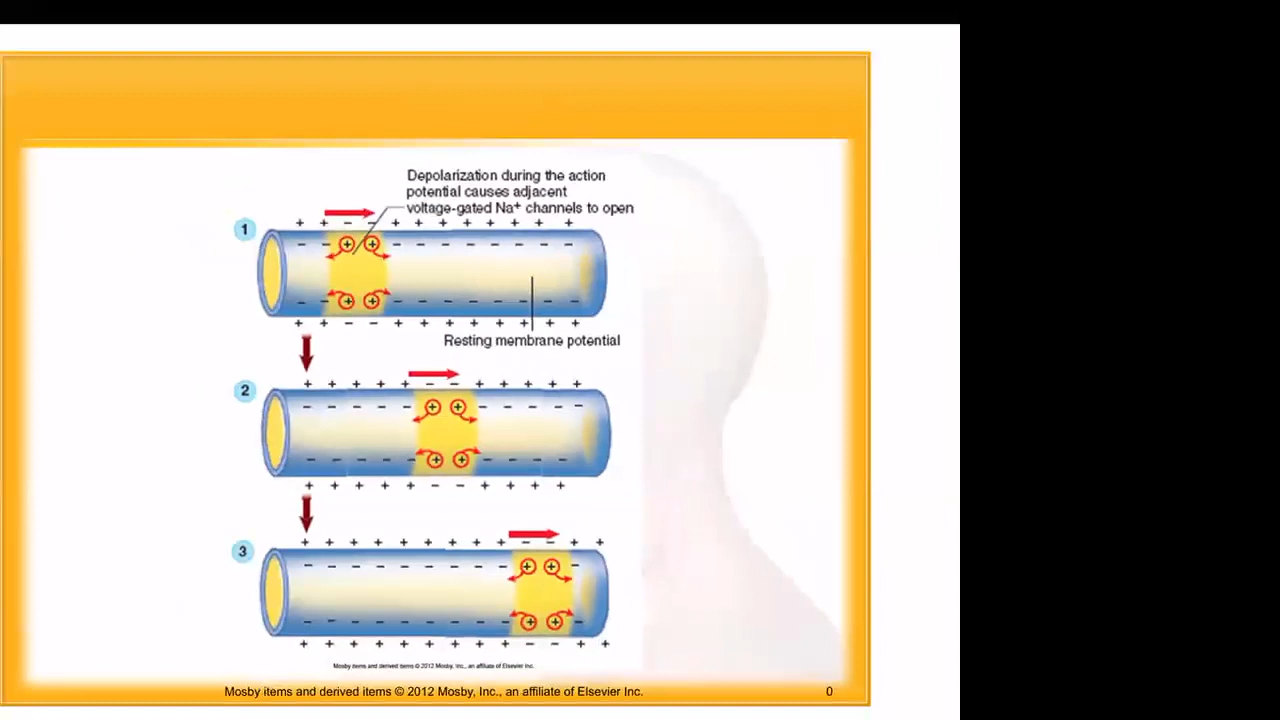 Depolarization during the action
potential causes adjacent
voltage-gated Na+ channels to open
1
Resting membrane potential
2
3
Mosby items and derived items © 2012 Mosby, Inc., an affiliate of Elsevier Inc.
Mosby items and derived items © 2012 Mosby, Inc., an affiliate of Elsevier Inc.
0